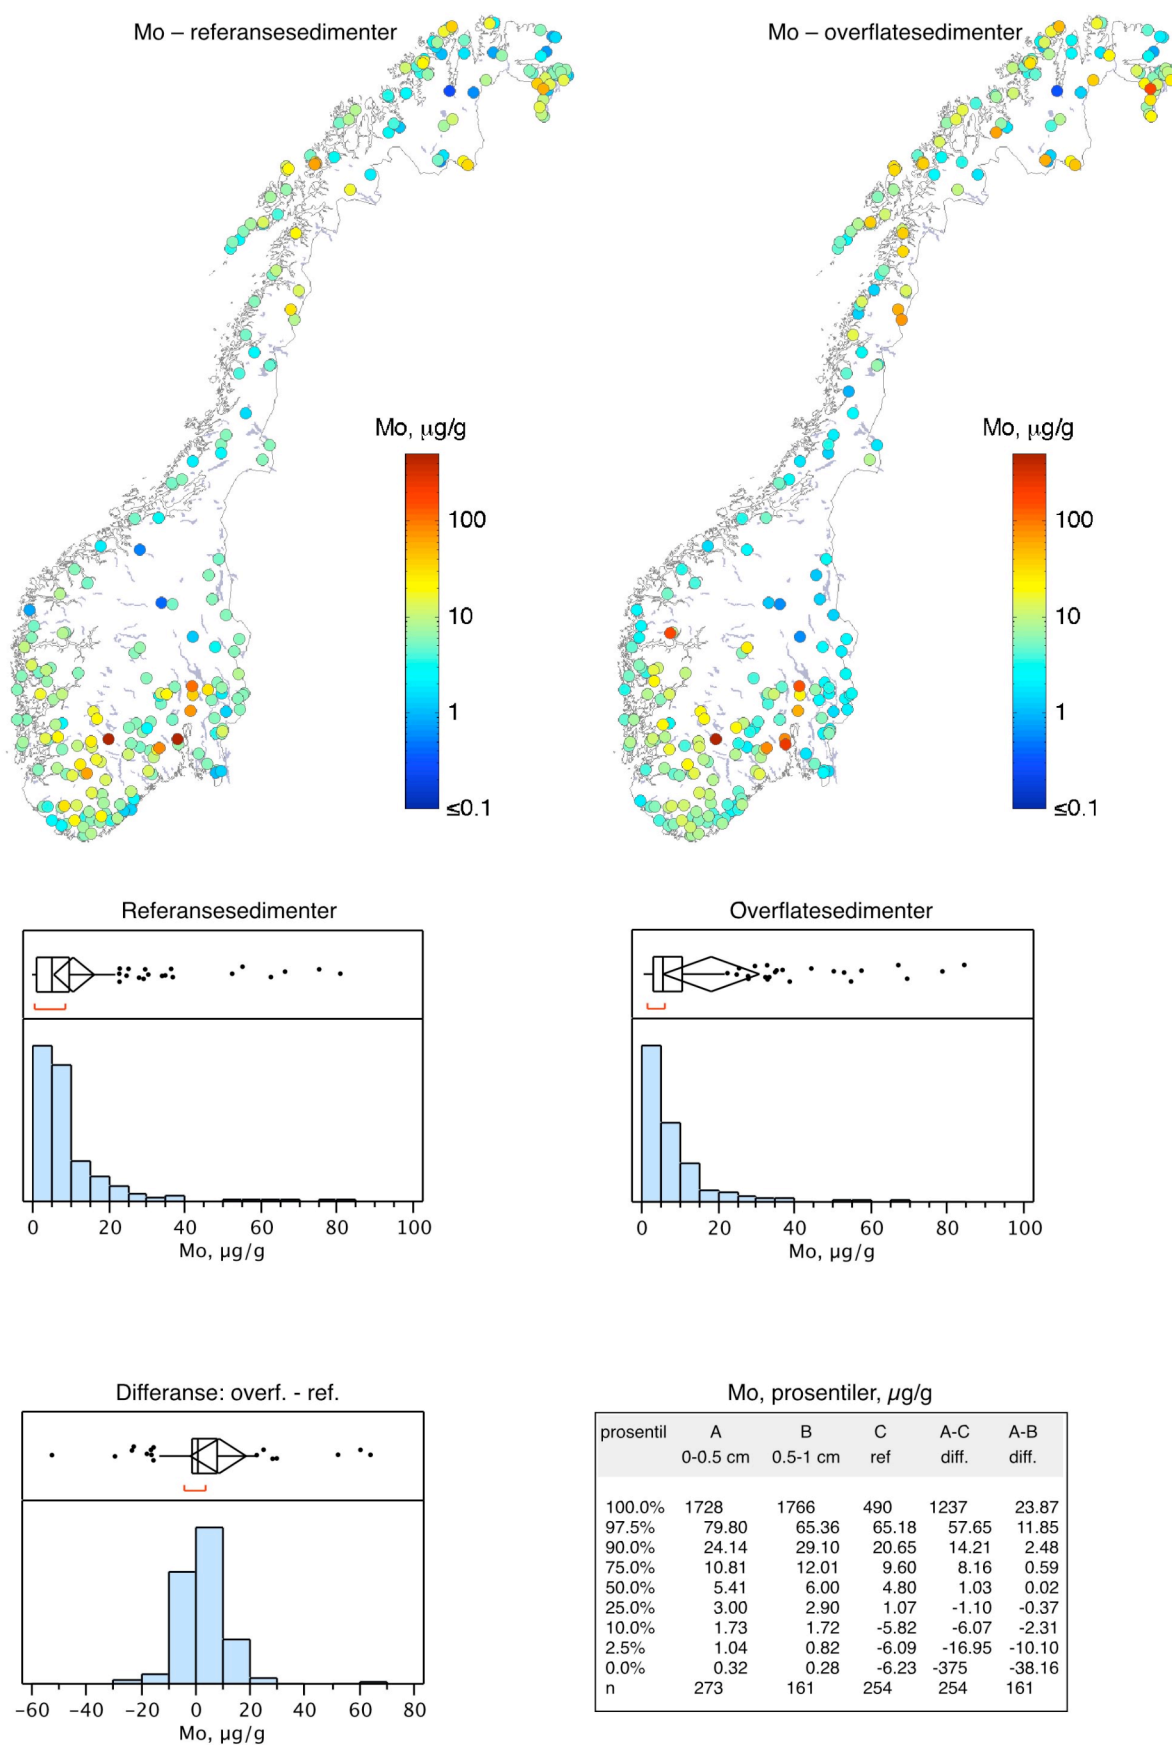 Mo – referansesedimenter
Mo – overflatesedimenter
Mo, µg/g
100
10
1
≤0.1
Mo, µg/g
100
10
1
≤0.1
Referansesedimenter
0 20 40 60 80 100
Mo, µg/g
Overflatesedimenter
0 20 40 60 80 100
Mo, µg/g
Differanse: overf. - ref.
−60 −40 −20 0 20 40 60 80
Mo, µg/g
Mo, prosentiler, µg/g
prosentil A B C A-C A-B
0-0.5 cm 0.5-1 cm ref diff. diff.
100.0% 1728 1766 490 1237 23.87
97.5% 79.80 65.36 65.18 57.65 11.85
90.0% 24.14 29.10 20.65 14.21 2.48
75.0% 10.81 12.01 9.60 8.16 0.59
50.0% 5.41 6.00 4.80 1.03 0.02
25.0% 3.00 2.90 1.07 -1.10 -0.37
10.0% 1.73 1.72 -5.82 -6.07 -2.31
2.5% 1.04 0.82 -6.09 -16.95 -10.10
0.0% 0.32 0.28 -6.23 -375 -38.16
n 273 161 254 254 161